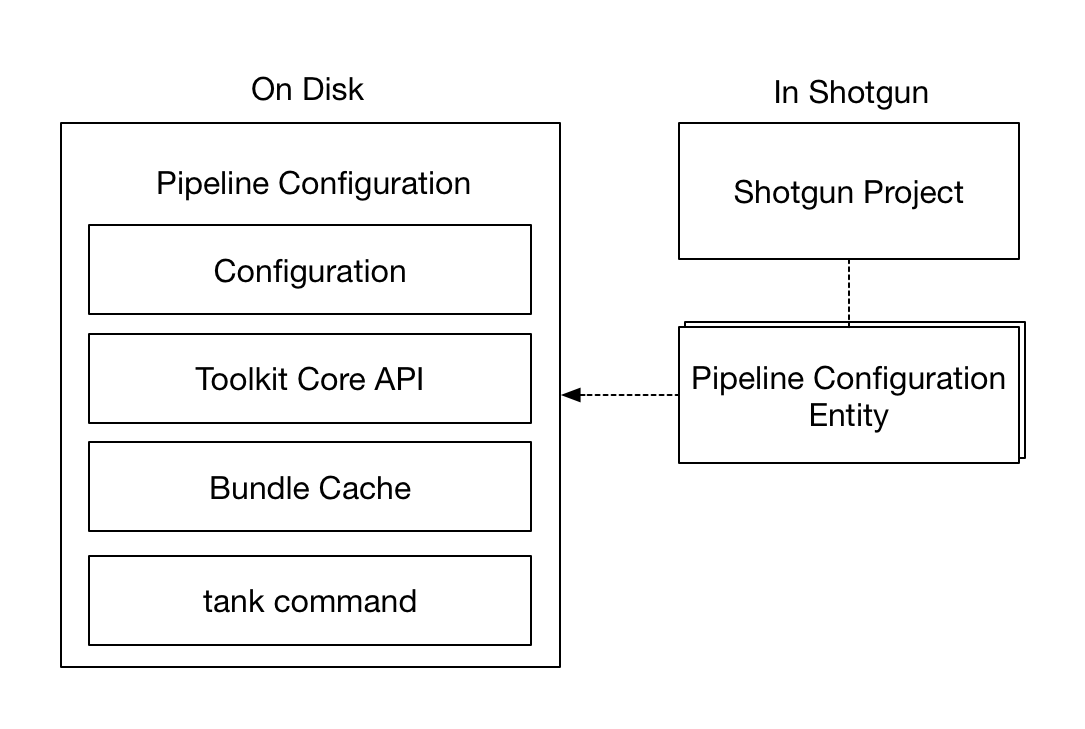 On Disk
Pipeline Configuration
Configuration
Toolkit Core API
Bundle Cache
tank command
In Shotgun
Shotgun Project
Pipeline Configuration
Entity